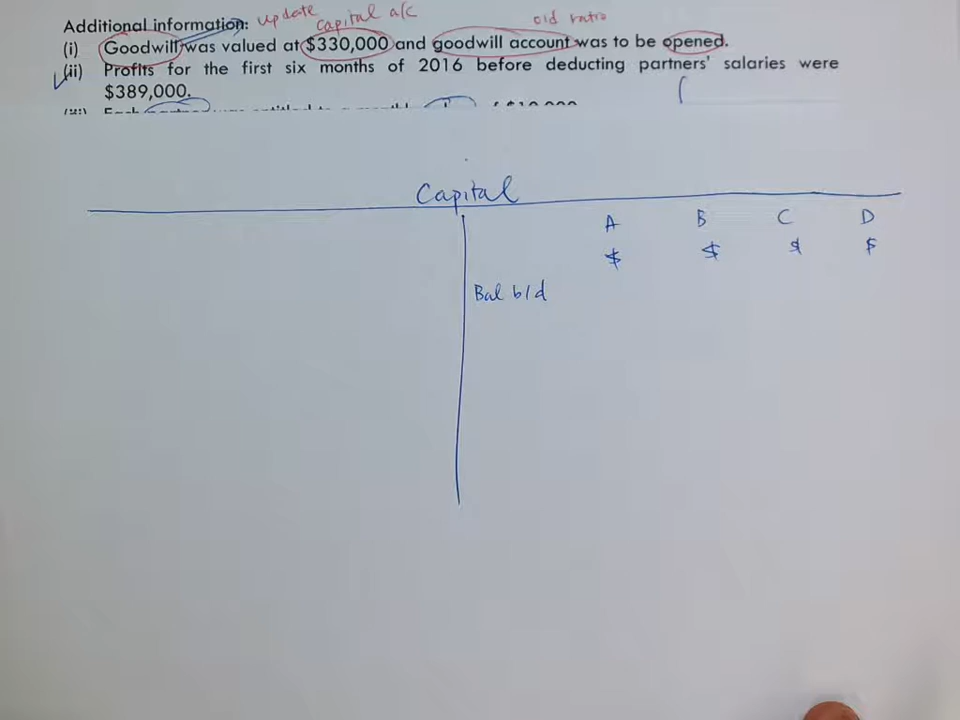 update capital a/c old ratio
Additional information:
(i) Goodwill was valued at $330,000 and goodwill account was to be opened.
(ii) Profits for the first six months of 2016 before deducting partners' salaries were
$389,000.
Capital
A B C D
$ $ $ $
Bal b/d